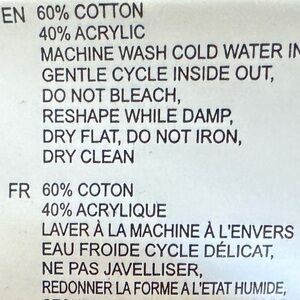 EN 60% COTTON
40% ACRYLIC
MACHINE WASH COLD WATER IN
GENTLE CYCLE INSIDE OUT,
DO NOT BLEACH,
RESHAPE WHILE DAMP,
DRY FLAT, DO NOT IRON,
DRY CLEAN
FR 60% COTON
40% ACRYLIQUE
LAVER À LA MACHINE À L'ENVERS
EAU FROIDE CYCLE DÉLICAT,
NE PAS JAVELLISER,
REDONNER LA FORME A L'ETAT HUMIDE,